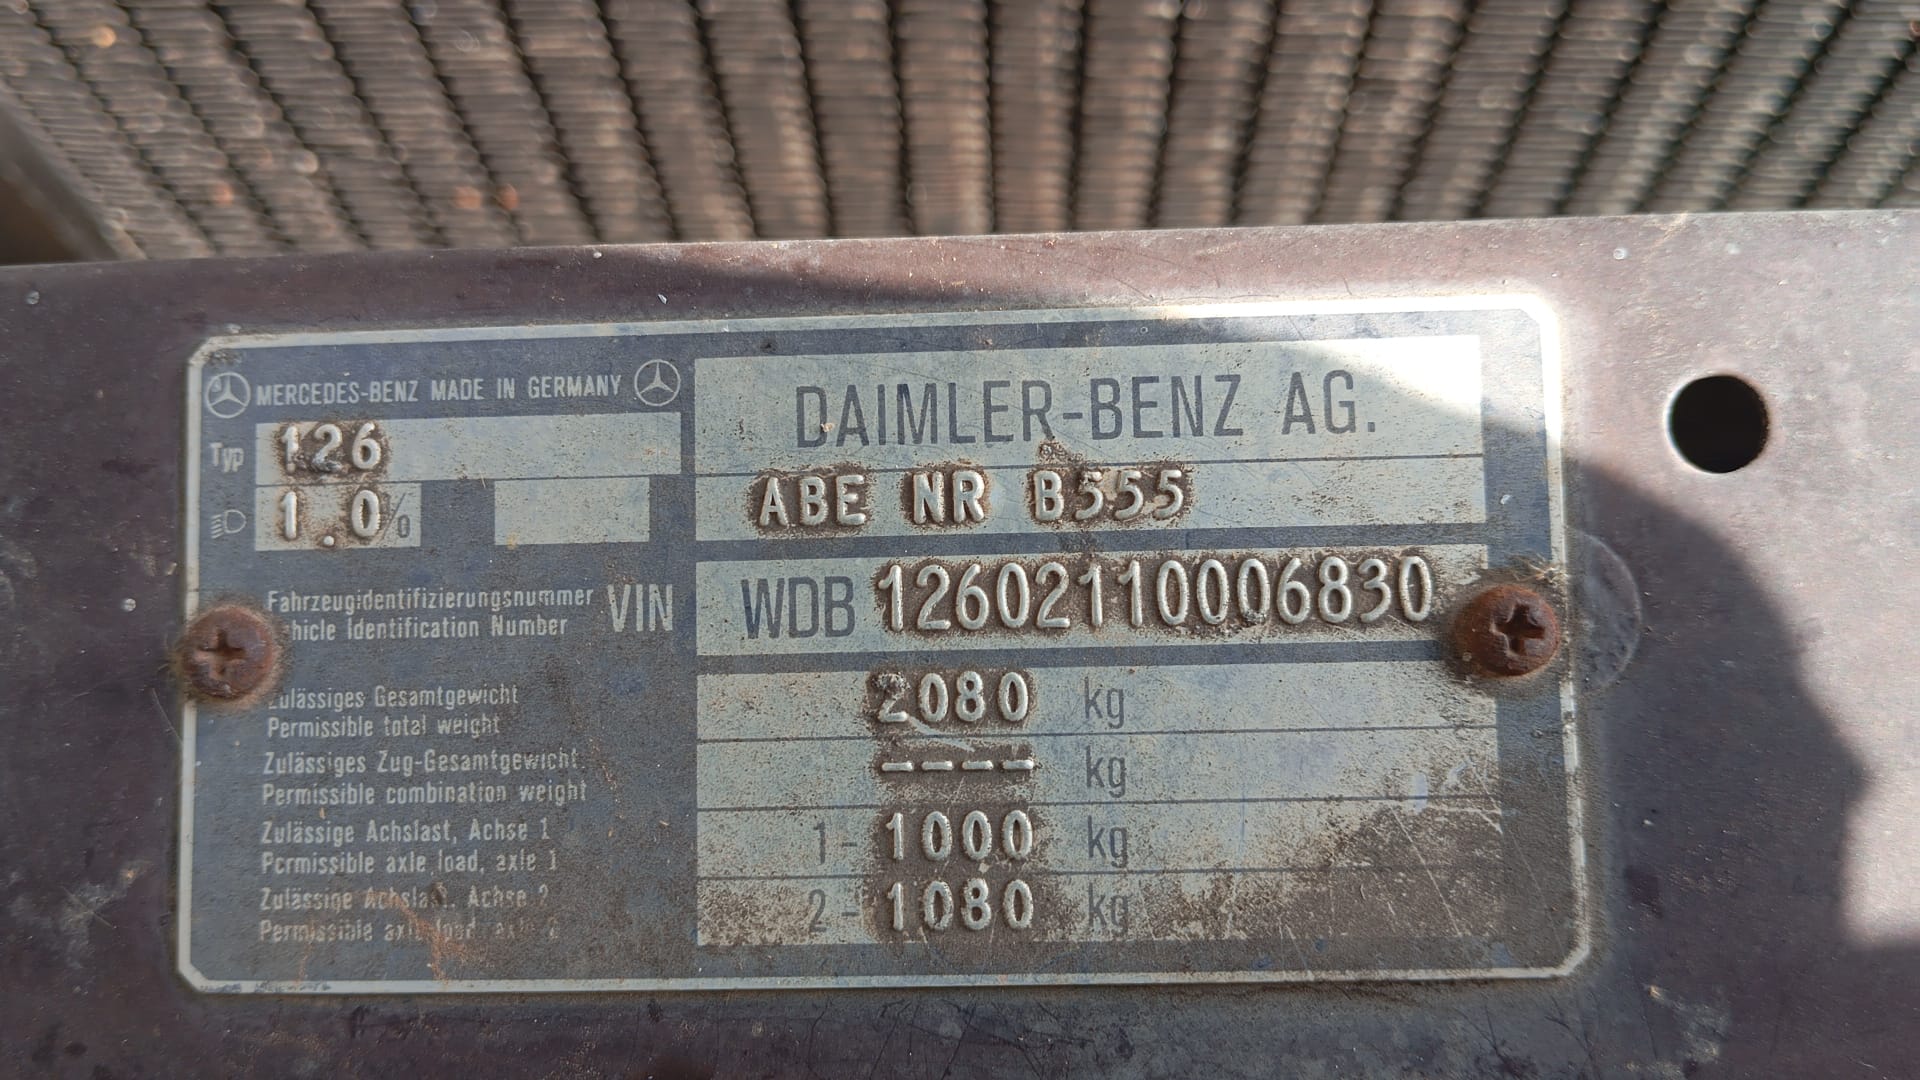 MERCEDES-BENZ MADE IN GERMANY
Typ 126
1.0%
DAIMLER-BENZ AG.
ABE NR B555
Fahrzeugidentifizierungsnummer
hicle Identification Number
VIN WDB 12602110006830
ulässiges Gesamtgewicht
Permissible total weight
2080 kg
Zulässiges Zug-Gesamtgewicht
Permissible combination weight
---- kg
Zulässige Achslast, Achse 1
Permissible axle load, axle 1
1- 1000 kg
Zulässige Achslast, Achse 2
Permissible axle load, axle 2
2- 1080 kg